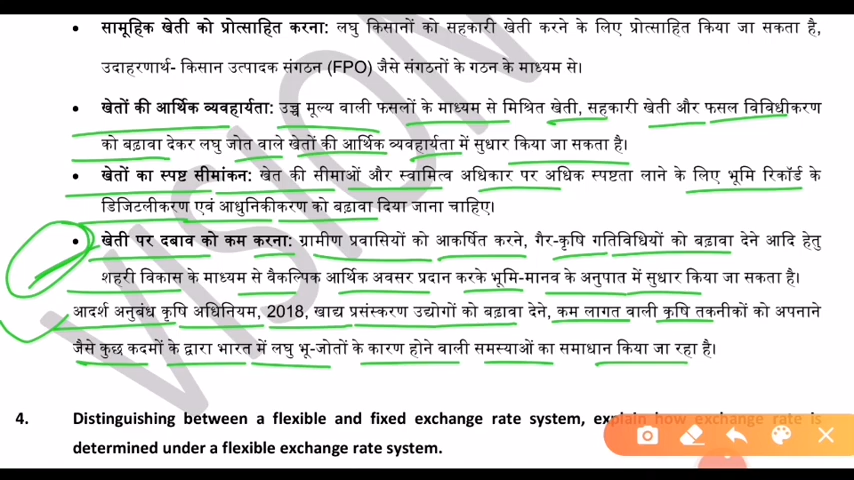 • सामूहिक खेती को प्रोत्साहित करना: लघु किसानों को सहकारी खेती करने के लिए प्रोत्साहित किया जा सकता है,
उदाहरणार्थ- किसान उत्पादक संगठन (FPO) जैसे संगठनों के गठन के माध्यम से।
• खेतों की आर्थिक व्यवहार्यता: उच्च मूल्य वाली फसलों के माध्यम से मिश्रित खेती, सहकारी खेती और फसल विविधीकरण
को बढ़ावा देकर लघु जोत वाले खेतों की आर्थिक व्यवहार्यता में सुधार किया जा सकता है।
• खेतों का स्पष्ट सीमांकन: खेत की सीमाओं और स्वामित्व अधिकार पर अधिक स्पष्टता लाने के लिए भूमि रिकॉर्ड के
डिजिटलीकरण एवं आधुनिकीकरण को बढ़ावा दिया जाना चाहिए।
• खेती पर दबाव को कम करना: ग्रामीण प्रवासियों को आकर्षित करने, गैर-कृषि गतिविधियों को बढ़ावा देने आदि हेतु
शहरी विकास के माध्यम से वैकल्पिक आर्थिक अवसर प्रदान करके भूमि-मानव के अनुपात में सुधार किया जा सकता है।
आदर्श अनुबंध कृषि अधिनियम, 2018, खाद्य प्रसंस्करण उद्योगों को बढ़ावा देने, कम लागत वाली कृषि तकनीकों को अपनाने
जैसे कुछ कदमों के द्वारा भारत में लघु भू-जोतों के कारण होने वाली समस्याओं का समाधान किया जा रहा है।
4. Distinguishing between a flexible and fixed exchange rate system, explain how exchange rate is
determined under a flexible exchange rate system.
VISION